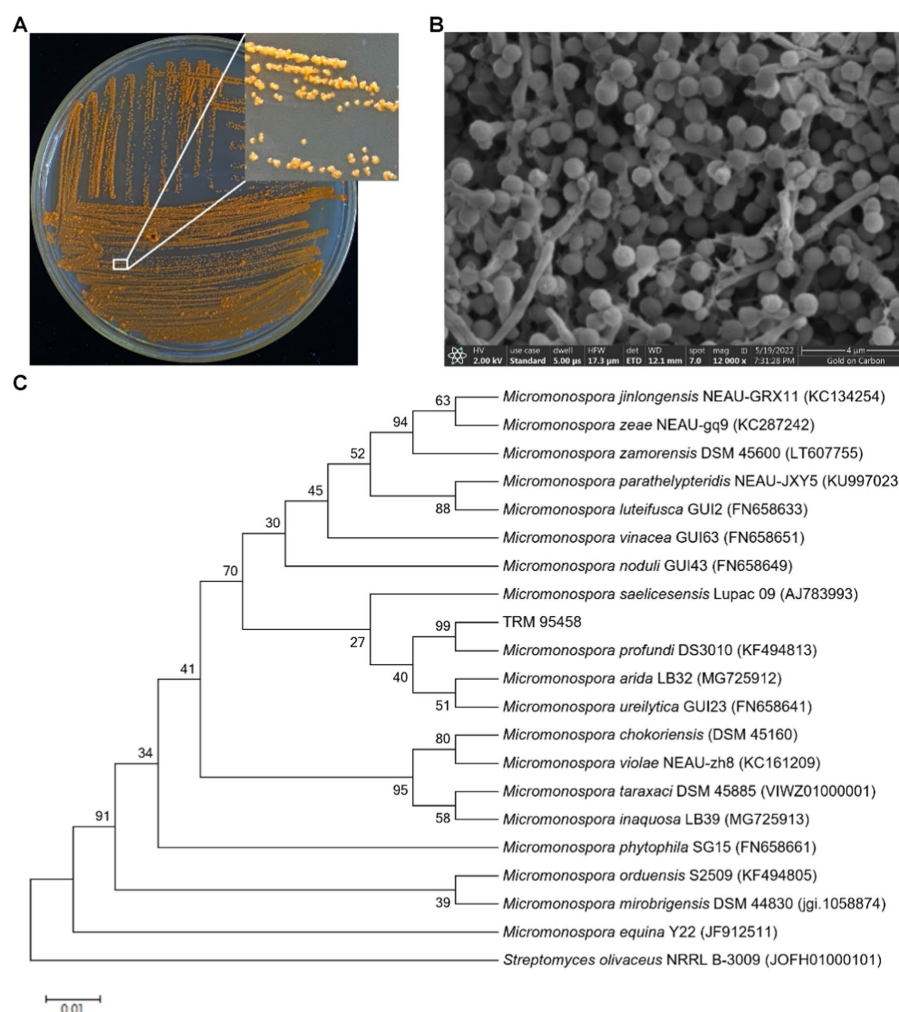 A
B
HV use case dwell HFW det WD spot mag 5/19/2022 4 μm
2.00 kV Standard 5.00 μs 17.3 μm ETD 12.1 mm 7.0 12 000 x 7:31:28 PM Gold on Carbon
C
63
Micromonospora jinlongensis NEAU-GRX11 (KC134254)
Micromonospora zeae NEAU-gq9 (KC287242)
94
Micromonospora zamorensis DSM 45600 (LT607755)
52
Micromonospora parathelypteridis NEAU-JXY5 (KU997023
88
Micromonospora luteifusca GUI2 (FN658633)
45
Micromonospora vinacea GUI63 (FN658651)
30
Micromonospora noduli GUI43 (FN658649)
70
Micromonospora saelicesensis Lupac 09 (AJ783993)
27
99
TRM 95458
Micromonospora profundi DS3010 (KF494813)
40
Micromonospora arida LB32 (MG725912)
51
Micromonospora ureilytica GUI23 (FN658641)
41
80
Micromonospora chokoriensis (DSM 45160)
Micromonospora violae NEAU-zh8 (KC161209)
95
Micromonospora taraxaci DSM 45885 (VIWZ01000001)
58
Micromonospora inaquosa LB39 (MG725913)
34
Micromonospora phytophila SG15 (FN658661)
91
Micromonospora orduensis S2509 (KF494805)
39
Micromonospora mirobrigensis DSM 44830 (jgi.1058874)
Micromonospora equina Y22 (JF912511)
Streptomyces olivaceus NRRL B-3009 (JOFH01000101)
0.01